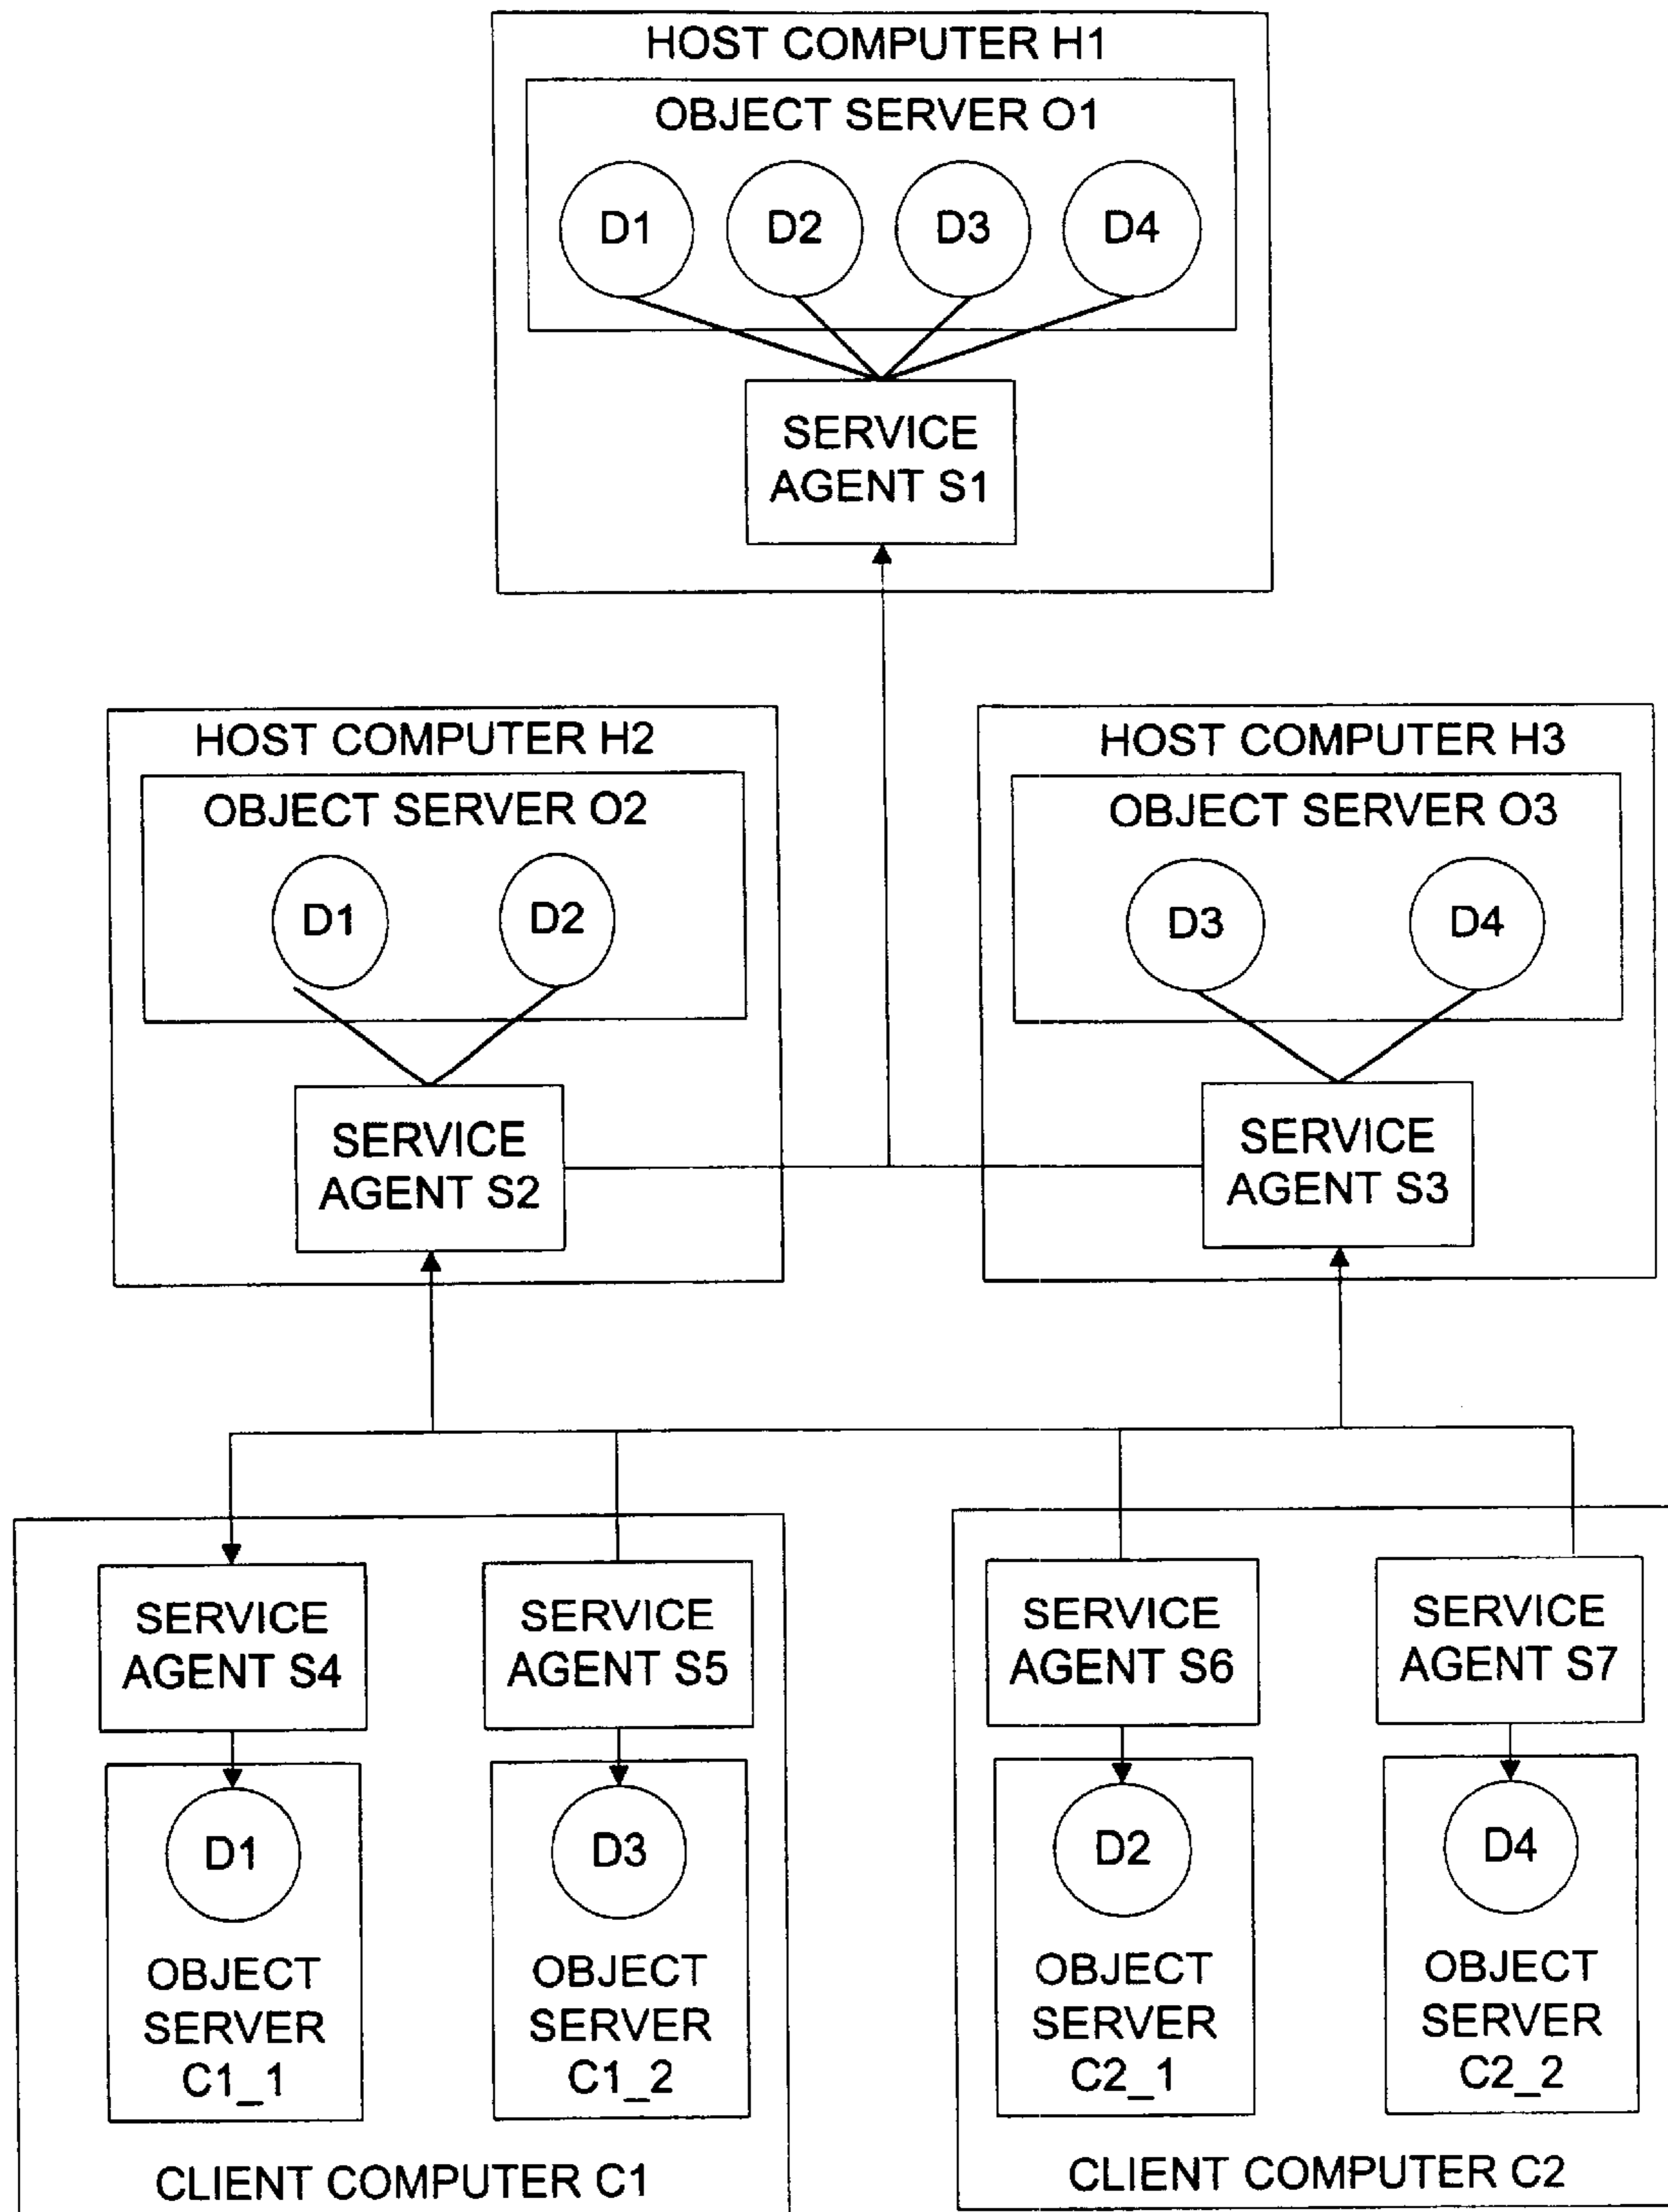 HOST COMPUTER H1
OBJECT SERVER O1
D1
D2
D3
D4
SERVICE
AGENT S1
HOST COMPUTER H2
OBJECT SERVER O2
D1
D2
SERVICE
AGENT S2
HOST COMPUTER H3
OBJECT SERVER O3
D3
D4
SERVICE
AGENT S3
SERVICE
AGENT S4
D1
OBJECT
SERVER
C1_1
SERVICE
AGENT S5
D3
OBJECT
SERVER
C1_2
CLIENT COMPUTER C1
SERVICE
AGENT S6
D2
OBJECT
SERVER
C2_1
SERVICE
AGENT S7
D4
OBJECT
SERVER
C2_2
CLIENT COMPUTER C2